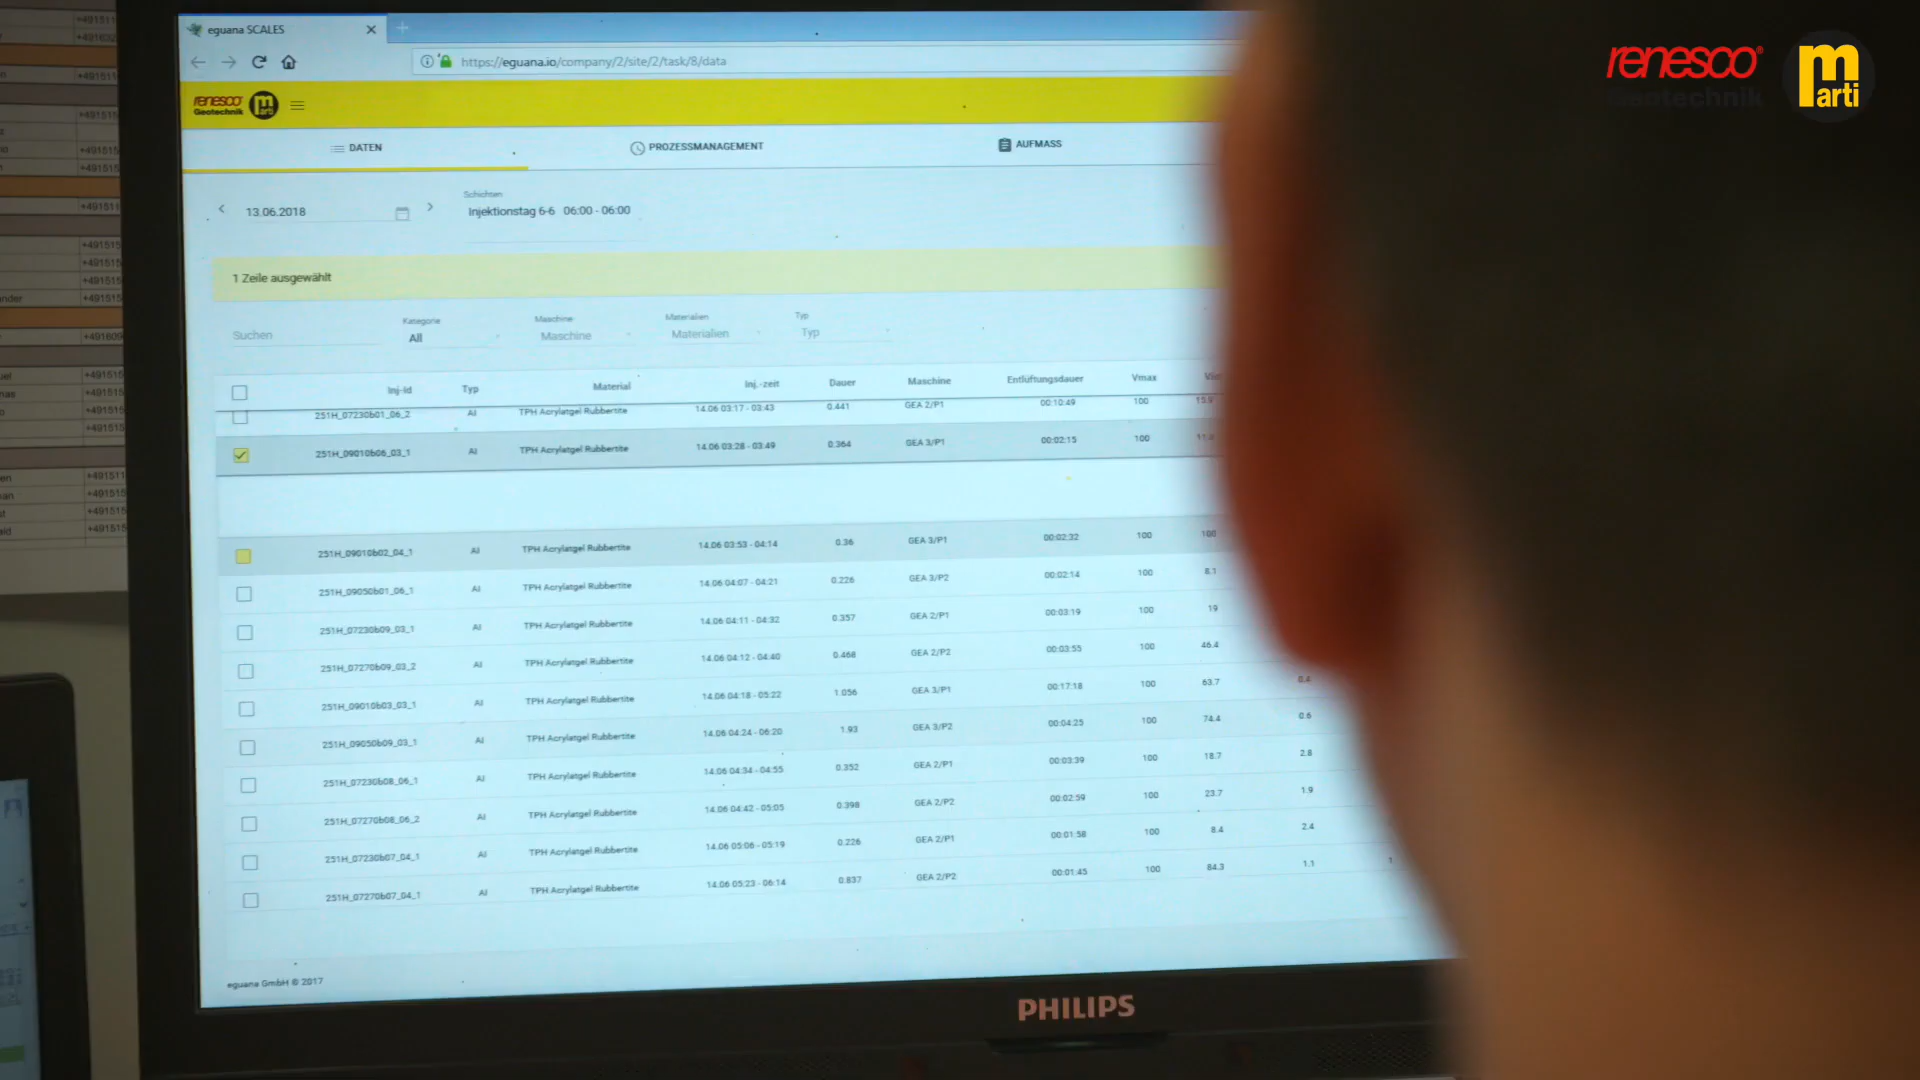 eguana SCALES
https://eguana.io/company/2/site/2/task/8/data
renesco
Geotechnik
marti
renesco
Geotechnik
DATEN PROZESSMANAGEMENT AUFMASS
Schichten
13.06.2018 Injektionstag 6-6 06:00 - 06:00
1 Zeile ausgewählt
Kategorie Maschine Materialien Typ
Suchen All Maschine Materialien Typ
Inj-Id Typ Material Inj.-zeit Dauer Maschine Entlüftungsdauer Vmax
251H_07230b01_06_2 AI TPH Acrylatgel Rubbertite 14.06 03:17 - 03:43 0.441 GEA 2/P1 00:10:49 100 15.9
251H_09010b06_03_1 AI TPH Acrylatgel Rubbertite 14.06 03:28 - 03:49 0.364 GEA 3/P1 00:02:15 100
251H_09010b02_04_1 AI TPH Acrylatgel Rubbertite 14.06 03:53 - 04:14 0.36 GEA 3/P1 00:02:32 100 100
251H_09050b01_06_1 AI TPH Acrylatgel Rubbertite 14.06 04:07 - 04:21 0.226 GEA 3/P2 00:02:14 100 8.1
251H_07230b09_03_1 AI TPH Acrylatgel Rubbertite 14.06 04:11 - 04:32 0.357 GEA 2/P1 00:03:19 100 19
251H_07270b09_03_2 AI TPH Acrylatgel Rubbertite 14.06 04:12 - 04:40 0.468 GEA 2/P2 00:03:55 100 46.4
251H_09010b03_03_1 AI TPH Acrylatgel Rubbertite 14.06 04:18 - 05:22 1.056 GEA 3/P1 00:17:18 100 63.7 0.4
251H_09050b09_03_1 AI TPH Acrylatgel Rubbertite 14.06 04:24 - 06:20 1.93 GEA 3/P2 00:04:25 100 74.4 0.6
251H_07230b08_06_1 AI TPH Acrylatgel Rubbertite 14.06 04:34 - 04:55 0.352 GEA 2/P1 00:03:39 100 18.7 2.8
251H_07270b08_06_2 AI TPH Acrylatgel Rubbertite 14.06 04:42 - 05:05 0.398 GEA 2/P2 00:02:59 100 23.7 1.9
251H_07230b07_04_1 AI TPH Acrylatgel Rubbertite 14.06 05:06 - 05:19 0.226 GEA 2/P1 00:01:58 100 8.4 2.4
251H_07270b07_04_1 AI TPH Acrylatgel Rubbertite 14.06 05:23 - 06:14 0.837 GEA 2/P2 00:01:45 100 84.3 1.1 1
eguana GmbH © 2017
PHILIPS